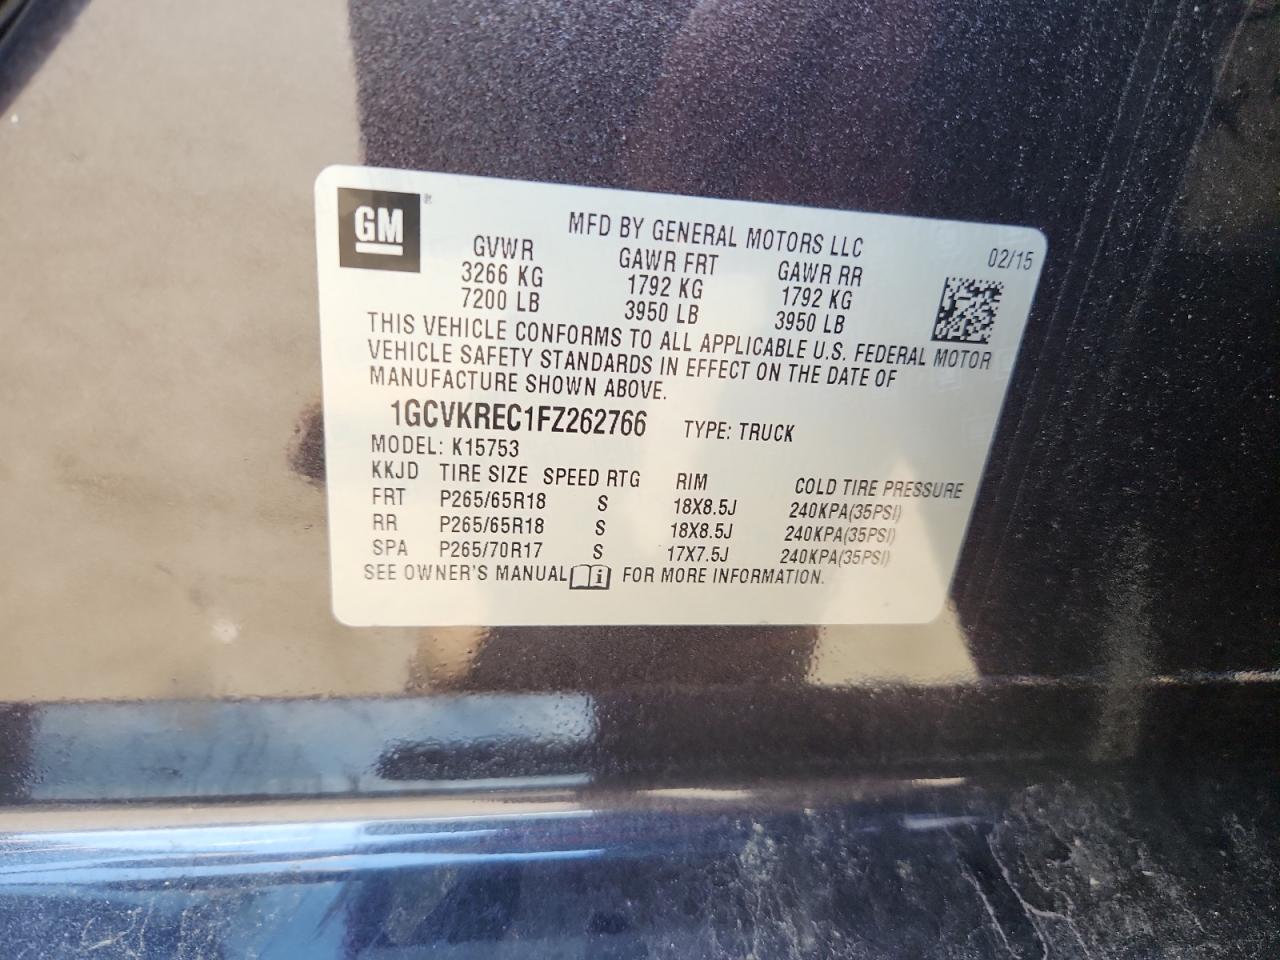 GM
®
MFD BY GENERAL MOTORS LLC
02/15
GVWR GAWR FRT GAWR RR
3266 KG 1792 KG 1792 KG
7200 LB 3950 LB 3950 LB
THIS VEHICLE CONFORMS TO ALL APPLICABLE U.S. FEDERAL MOTOR
VEHICLE SAFETY STANDARDS IN EFFECT ON THE DATE OF
MANUFACTURE SHOWN ABOVE.
1GCVKREC1FZ262766 TYPE: TRUCK
MODEL: K15753
KKJD TIRE SIZE SPEED RTG RIM COLD TIRE PRESSURE
FRT P265/65R18 S 18X8.5J 240KPA(35PSI)
RR P265/65R18 S 18X8.5J 240KPA(35PSI)
SPA P265/70R17 S 17X7.5J 240KPA(35PSI)
SEE OWNER'S MANUAL i FOR MORE INFORMATION.